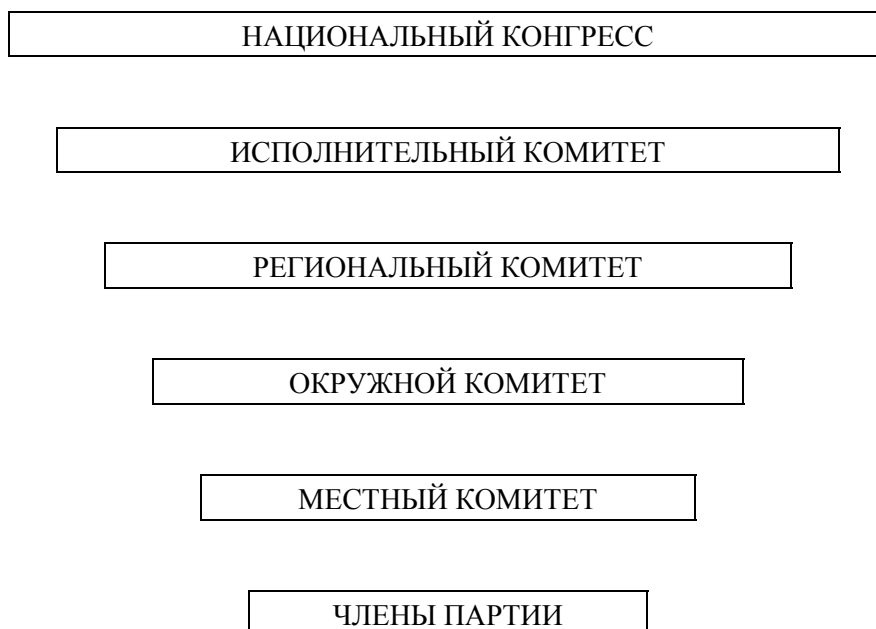 НАЦИОНАЛЬНЫЙ КОНГРЕСС
ИСПОЛНИТЕЛЬНЫЙ КОМИТЕТ
РЕГИОНАЛЬНЫЙ КОМИТЕТ
ОКРУЖНОЙ КОМИТЕТ
МЕСТНЫЙ КОМИТЕТ
ЧЛЕНЫ ПАРТИИ